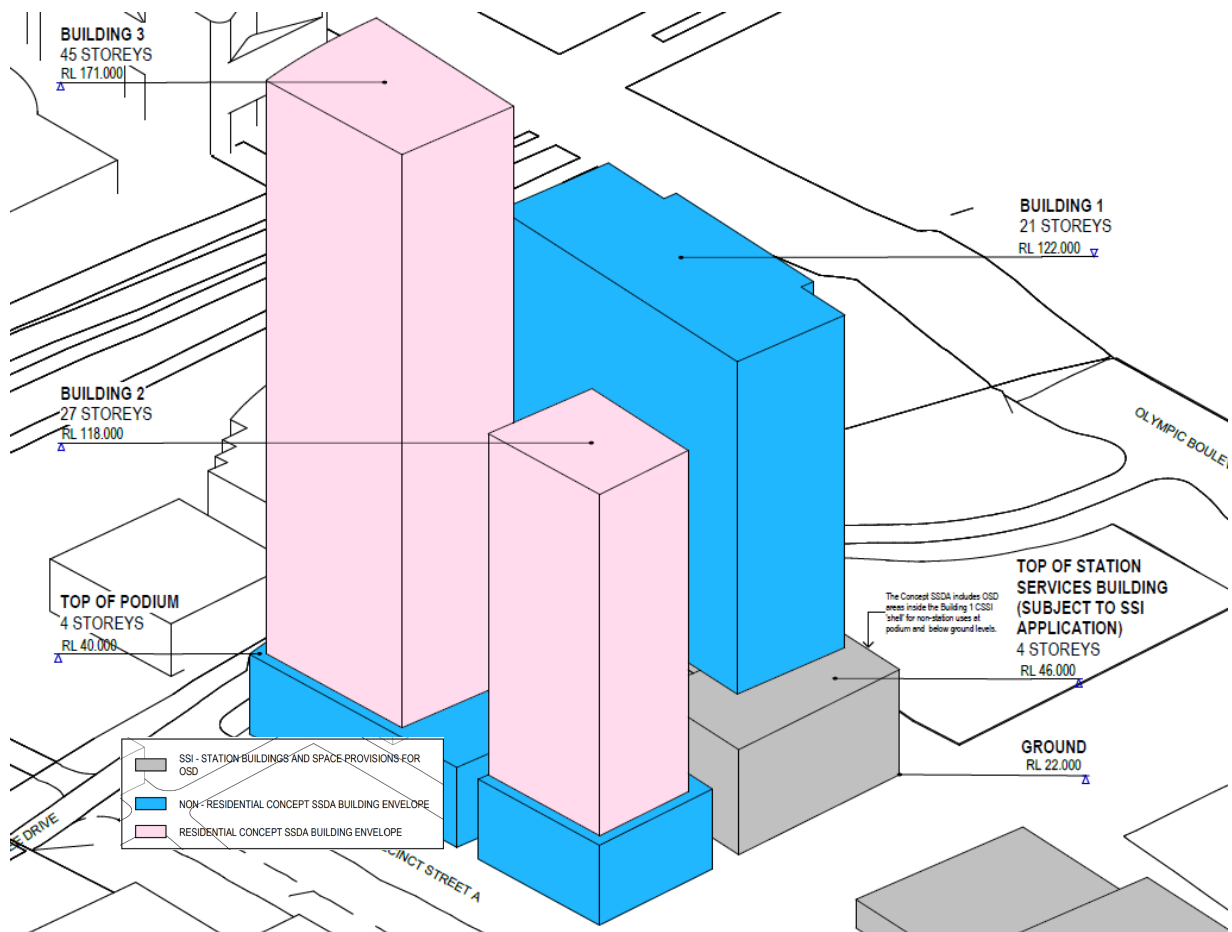 BUILDING 3
45 STOREYS
RL 171.000
BUILDING 1
21 STOREYS
RL 122.000
BUILDING 2
27 STOREYS
RL 118.000
OLYMPIC BOULEV
TOP OF PODIUM
4 STOREYS
RL 40.000
The Concept SSDA includes OSD
areas inside the Building 1 CSSI
'shell' for non-station uses at
podium and below ground levels.
TOP OF STATION
SERVICES BUILDING
(SUBJECT TO SSI
APPLICATION)
4 STOREYS
RL 46.000
GROUND
RL 22.000
SSI - STATION BUILDINGS AND SPACE PROVISIONS FOR
OSD
NON - RESIDENTIAL CONCEPT SSDA BUILDING ENVELOPE
RESIDENTIAL CONCEPT SSDA BUILDING ENVELOPE
E DRIVE
CINCT STREET A